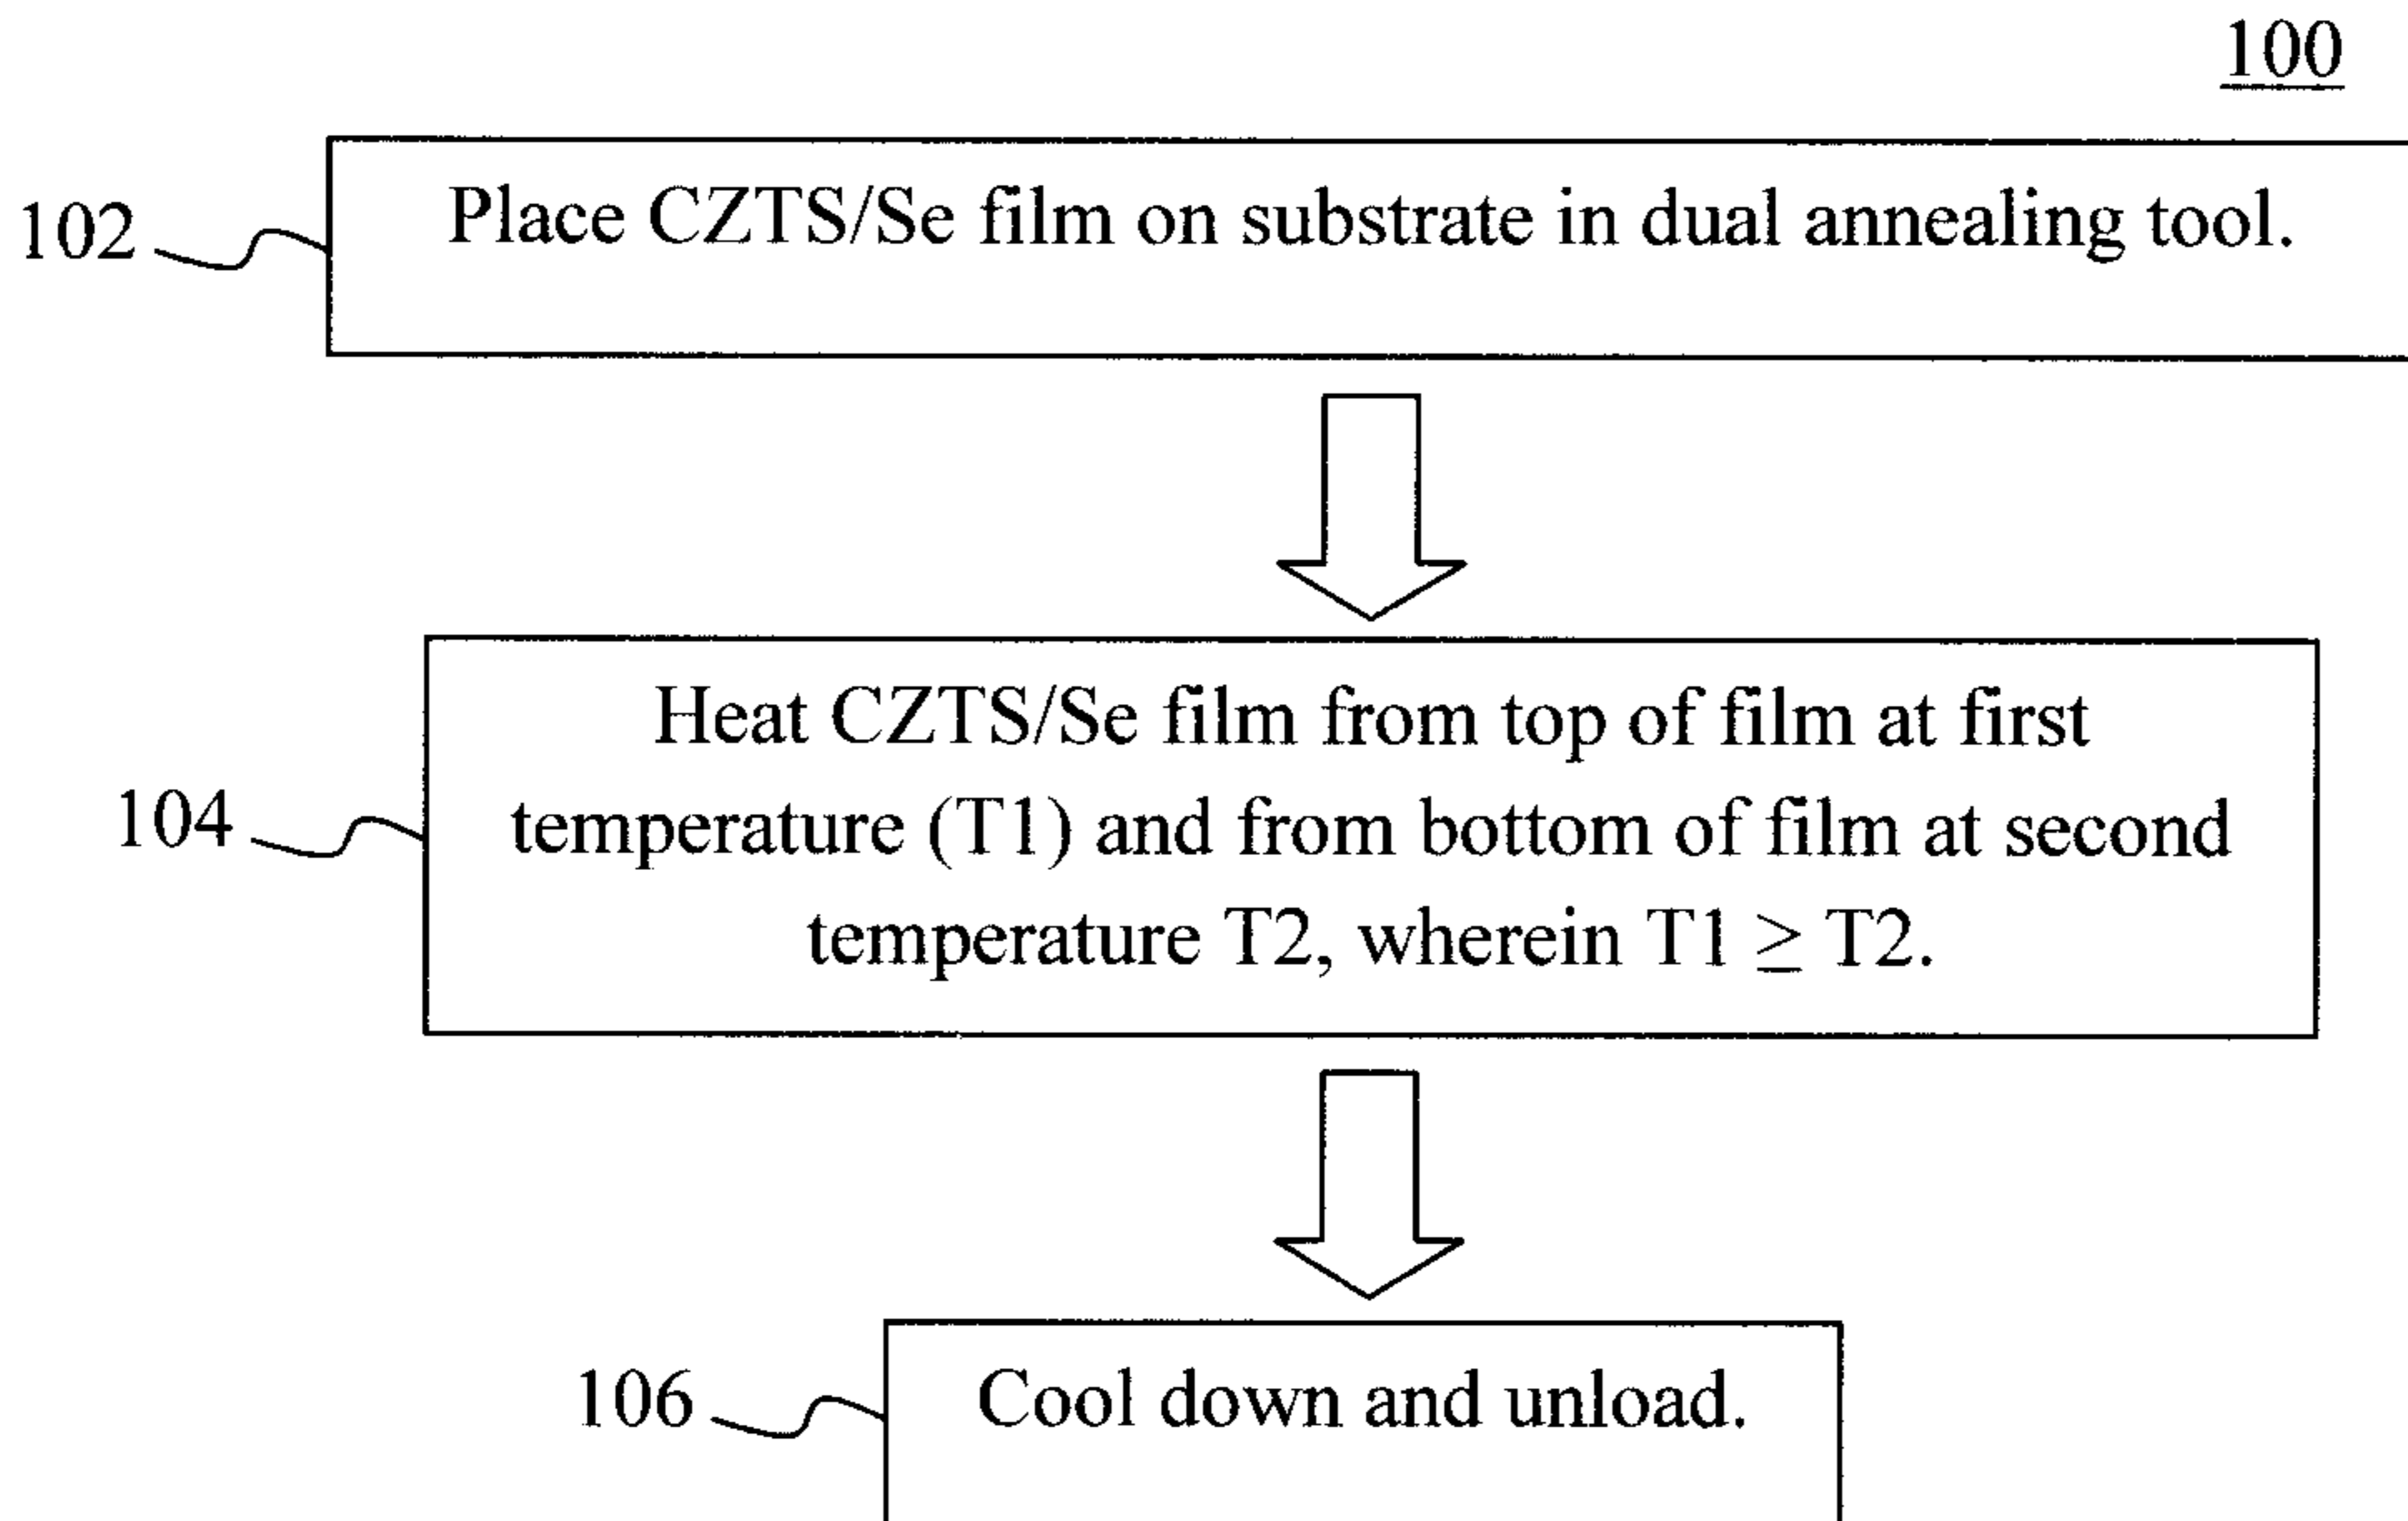 100
102
Place CZTS/Se film on substrate in dual annealing tool.
104
Heat CZTS/Se film from top of film at first
temperature (T1) and from bottom of film at second
temperature T2, wherein T1 ≥ T2.
106
Cool down and unload.